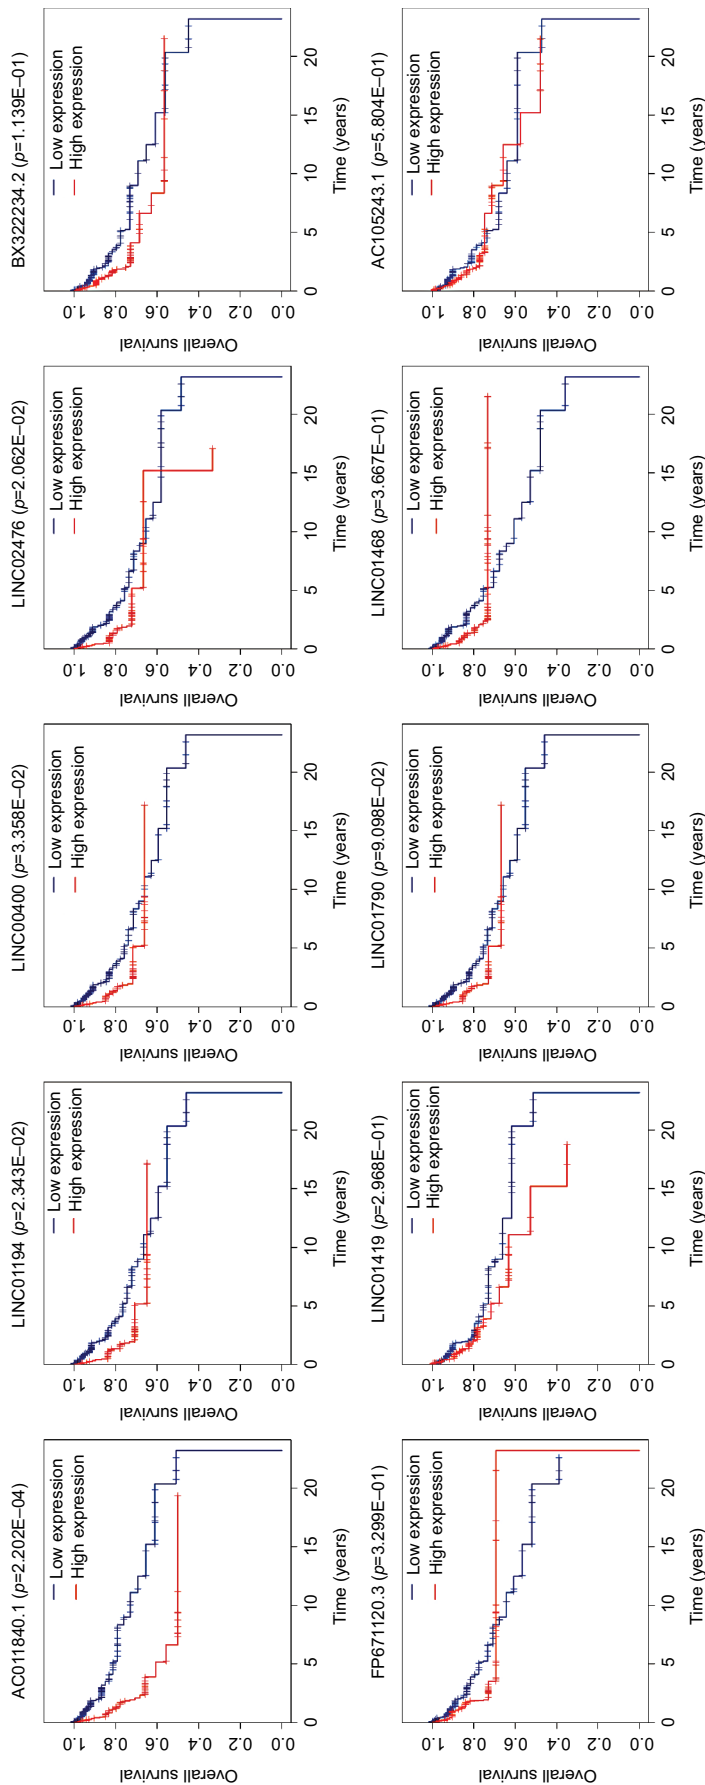 AC011840.1 (p=2.202E–04)
Low expression
High expression
Overall survival
1.0
0.8
0.6
0.4
0.2
0.0
0 5 10 15 20
Time (years)
LINC01194 (p=2.343E–02)
Low expression
High expression
Overall survival
1.0
0.8
0.6
0.4
0.2
0.0
0 5 10 15 20
Time (years)
LINC00400 (p=3.358E–02)
Low expression
High expression
Overall survival
1.0
0.8
0.6
0.4
0.2
0.0
0 5 10 15 20
Time (years)
LINC02476 (p=2.062E–02)
Low expression
High expression
Overall survival
1.0
0.8
0.6
0.4
0.2
0.0
0 5 10 15 20
Time (years)
BX322234.2 (p=1.139E–01)
Low expression
High expression
Overall survival
1.0
0.8
0.6
0.4
0.2
0.0
0 5 10 15 20
Time (years)
FP671120.3 (p=3.299E–01)
Low expression
High expression
Overall survival
1.0
0.8
0.6
0.4
0.2
0.0
0 5 10 15 20
Time (years)
LINC01419 (p=2.968E–01)
Low expression
High expression
Overall survival
1.0
0.8
0.6
0.4
0.2
0.0
0 5 10 15 20
Time (years)
LINC01790 (p=9.098E–02)
Low expression
High expression
Overall survival
1.0
0.8
0.6
0.4
0.2
0.0
0 5 10 15 20
Time (years)
LINC01468 (p=3.667E–01)
Low expression
High expression
Overall survival
1.0
0.8
0.6
0.4
0.2
0.0
0 5 10 15 20
Time (years)
AC105243.1 (p=5.804E–01)
Low expression
High expression
Overall survival
1.0
0.8
0.6
0.4
0.2
0.0
0 5 10 15 20
Time (years)